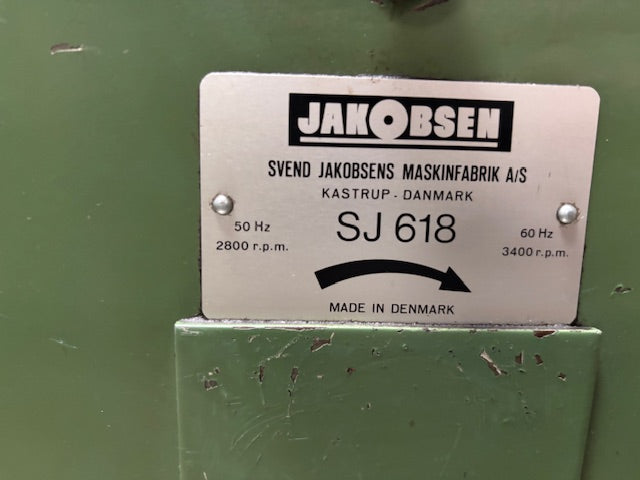 JAKOBSEN
SVEND JAKOBSENS MASKINFABRIK A/S
KASTRUP - DANMARK
SJ 618
50 Hz
2800 r.p.m.
60 Hz
3400 r.p.m.
MADE IN DENMARK